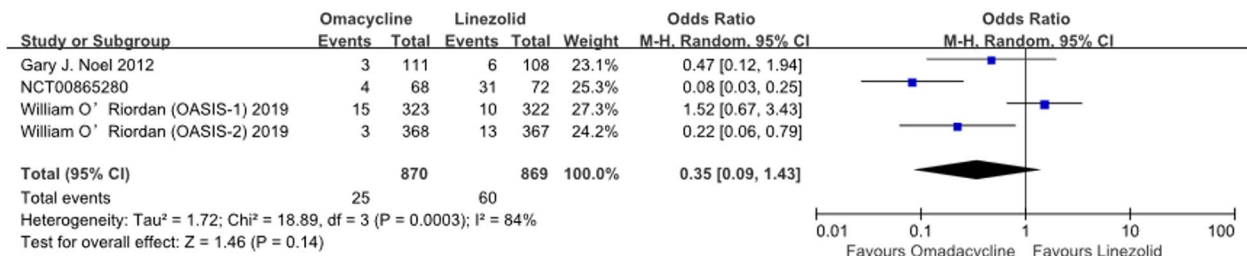 Omacycline Linezolid Odds Ratio Odds Ratio
Study or Subgroup Events Total Events Total Weight M-H, Random, 95% CI M-H, Random, 95% CI
Gary J. Noel 2012 3 111 6 108 23.1% 0.47 [0.12, 1.94]
NCT00865280 4 68 31 72 25.3% 0.08 [0.03, 0.25]
William O’ Riordan (OASIS-1) 2019 15 323 10 322 27.3% 1.52 [0.67, 3.43]
William O’ Riordan (OASIS-2) 2019 3 368 13 367 24.2% 0.22 [0.06, 0.79]
Total (95% CI) 870 869 100.0% 0.35 [0.09, 1.43]
Total events 25 60
Heterogeneity: Tau² = 1.72; Chi² = 18.89, df = 3 (P = 0.0003); I² = 84%
Test for overall effect: Z = 1.46 (P = 0.14)
0.01 0.1 1 10 100
Favours Omadacycline Favours Linezolid